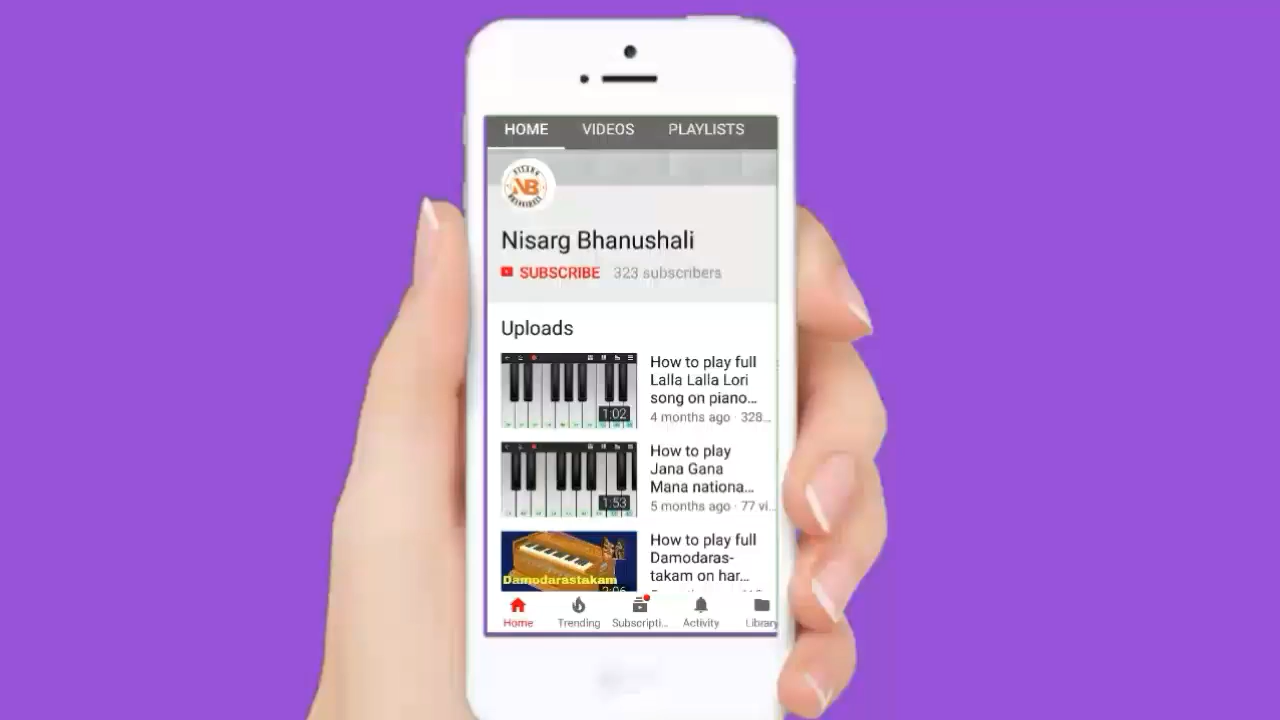 HOME VIDEOS PLAYLISTS
NB
Nisarg Bhanushali
SUBSCRIBE 323 subscribers
Uploads
How to play full
Lalla Lalla Lori
song on piano...
4 months ago · 328...
1:02
How to play
Jana Gana
Mana nationa...
5 months ago · 77 vi...
1:53
How to play full
Damodaras-
takam on har...
Damodarastakam
Home Trending Subscripti... Activity Library